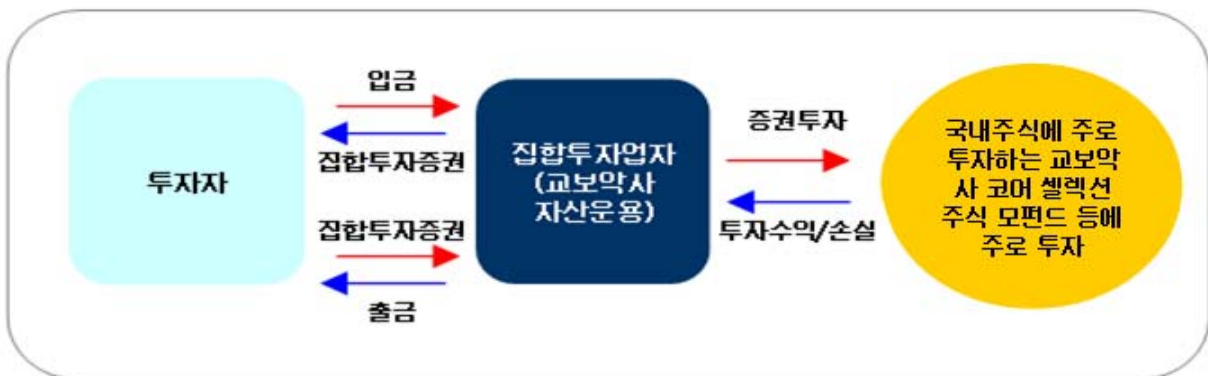 투자자
입금
집합투자증권
집합투자증권
출금
집합투자업자
(교보악사
자산운용)
증권투자
투자수익/손실
국내주식에 주로
투자하는 교보악
사 코어 셀렉션
주식 모펀드 등에
주로 투자